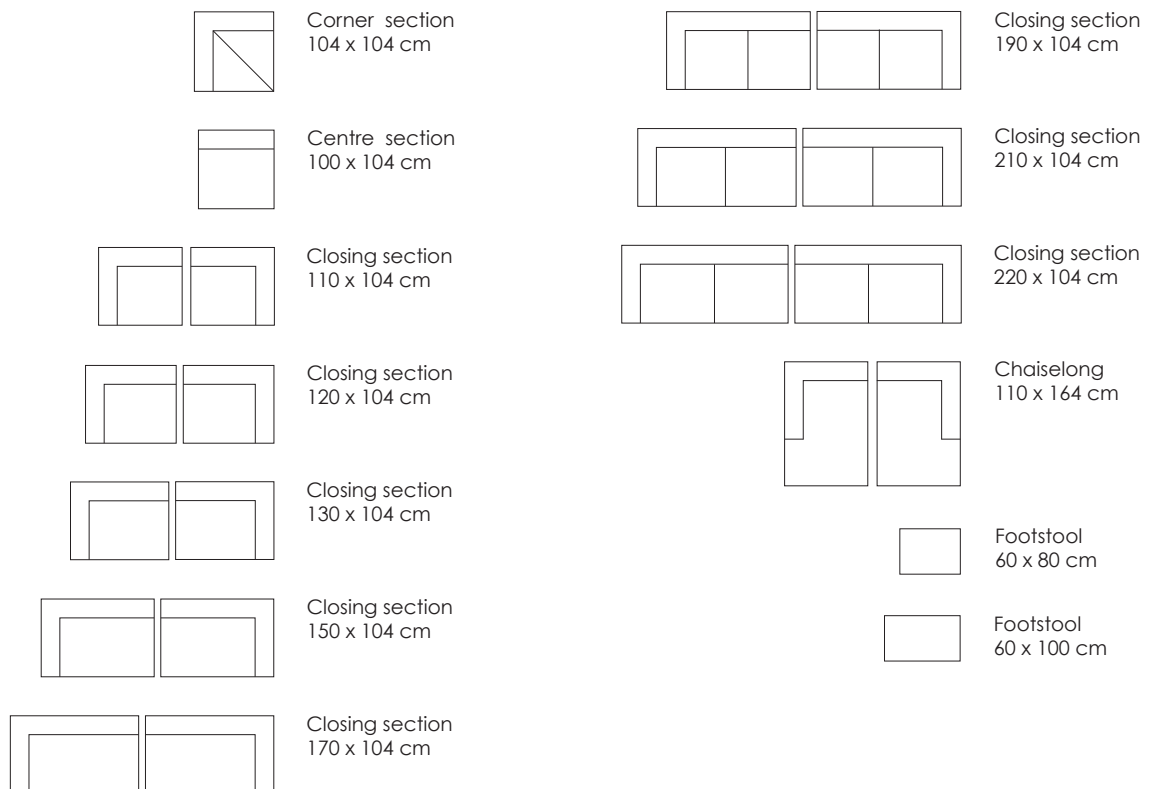 Corner section
104 x 104 cm
Centre section
100 x 104 cm
Closing section
110 x 104 cm
Closing section
120 x 104 cm
Closing section
130 x 104 cm
Closing section
150 x 104 cm
Closing section
170 x 104 cm
Closing section
190 x 104 cm
Closing section
210 x 104 cm
Closing section
220 x 104 cm
Chaiselong
110 x 164 cm
Footstool
60 x 80 cm
Footstool
60 x 100 cm